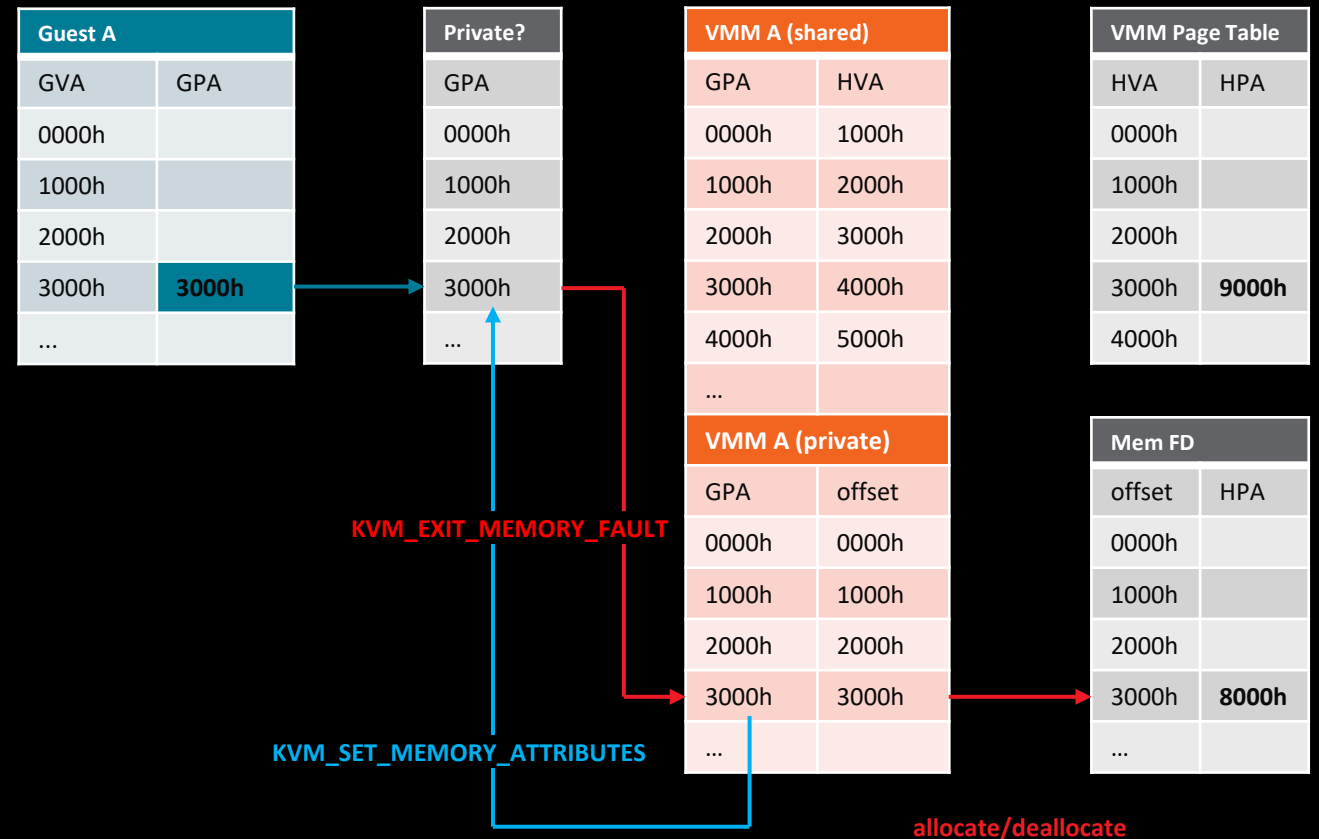 Guest A
GVA GPA
0000h
1000h
2000h
3000h 3000h
...
Private?
GPA
0000h
1000h
2000h
3000h
...
VMM A (shared)
GPA HVA
0000h 1000h
1000h 2000h
2000h 3000h
3000h 4000h
4000h 5000h
...
VMM A (private)
GPA offset
0000h 0000h
1000h 1000h
2000h 2000h
3000h 3000h
...
VMM Page Table
HVA HPA
0000h
1000h
2000h
3000h 9000h
4000h
Mem FD
offset HPA
0000h
1000h
2000h
3000h 8000h
...
KVM_EXIT_MEMORY_FAULT
KVM_SET_MEMORY_ATTRIBUTES
allocate/deallocate